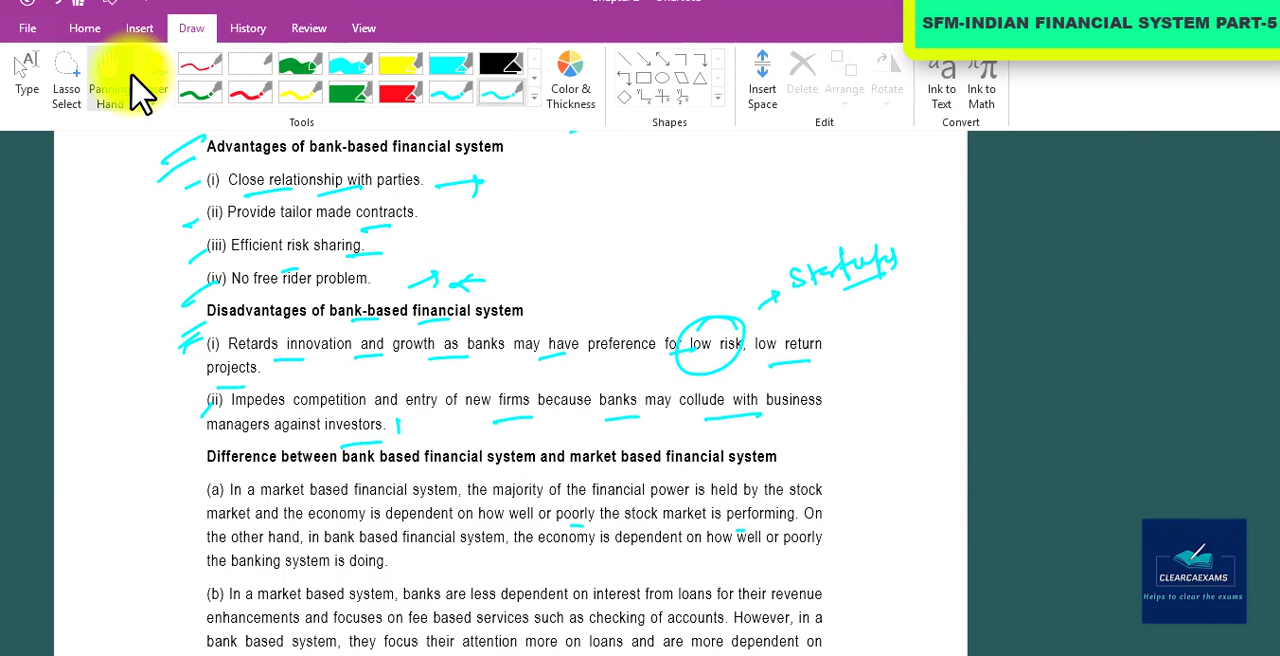 SFM-INDIAN FINANCIAL SYSTEM PART-5
File Home Insert Draw History Review View
Type
Lasso Select
Panning Hand
Color & Thickness
Insert Space
Delete Arrange Rotate
Ink to Text
Ink to Math
Tools Shapes Edit Convert
Advantages of bank-based financial system
(i) Close relationship with parties.
(ii) Provide tailor made contracts.
(iii) Efficient risk sharing.
Startups
(iv) No free rider problem.
Disadvantages of bank-based financial system
(i) Retards innovation and growth as banks may have preference for low risk, low return
projects.
(ii) Impedes competition and entry of new firms because banks may collude with business
managers against investors.
Difference between bank based financial system and market based financial system
(a) In a market based financial system, the majority of the financial power is held by the stock
market and the economy is dependent on how well or poorly the stock market is performing. On
the other hand, in bank based financial system, the economy is dependent on how well or poorly
the banking system is doing.
(b) In a market based system, banks are less dependent on interest from loans for their revenue
enhancements and focuses on fee based services such as checking of accounts. However, in a
bank based system, they focus their attention more on loans and are more dependent on
CLEARCAEXAMS
Helps to clear the exams